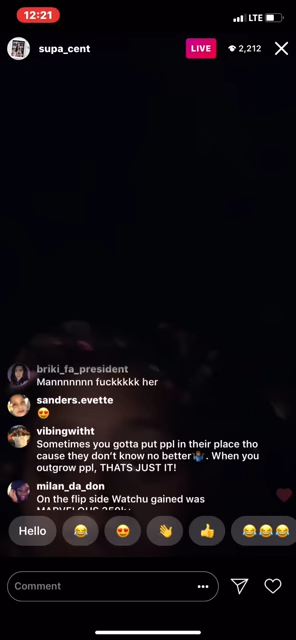 12:21
LTE
supa_cent
LIVE
2,212
briki_fa_president
Mannnnnnn fuckkkkk her
sanders.evette
😍
vibingwitht
Sometimes you gotta put ppl in their place tho
cause they don't know no better🤷🏿‍♂️. When you
outgrow ppl, THATS JUST IT!
milan_da_don
On the flip side Watchu gained was
MARVELOUS
Hello 😂 😍 👋 👍 😂😂😂
Comment